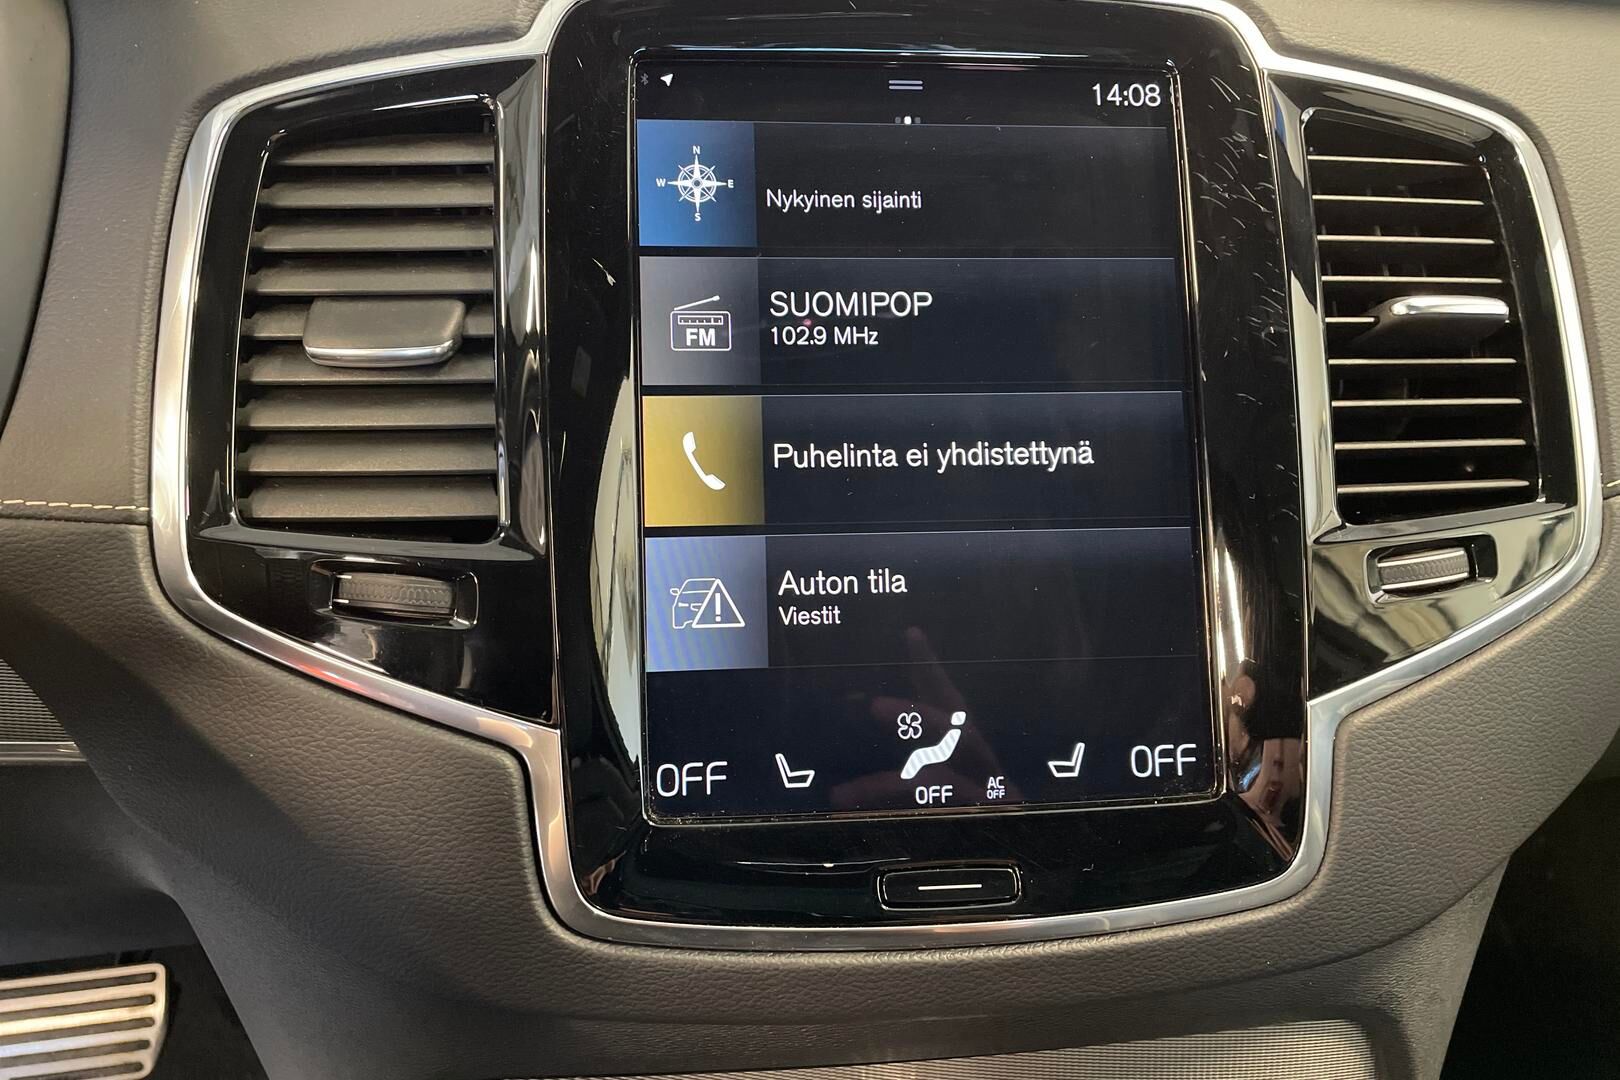 14:08
N
W E
S
Nykyinen sijainti
SUOMIPOP
102.9 MHz
FM
Puhelinta ei yhdistettynä
Auton tila
Viestit
OFF
OFF
AC
OFF
OFF